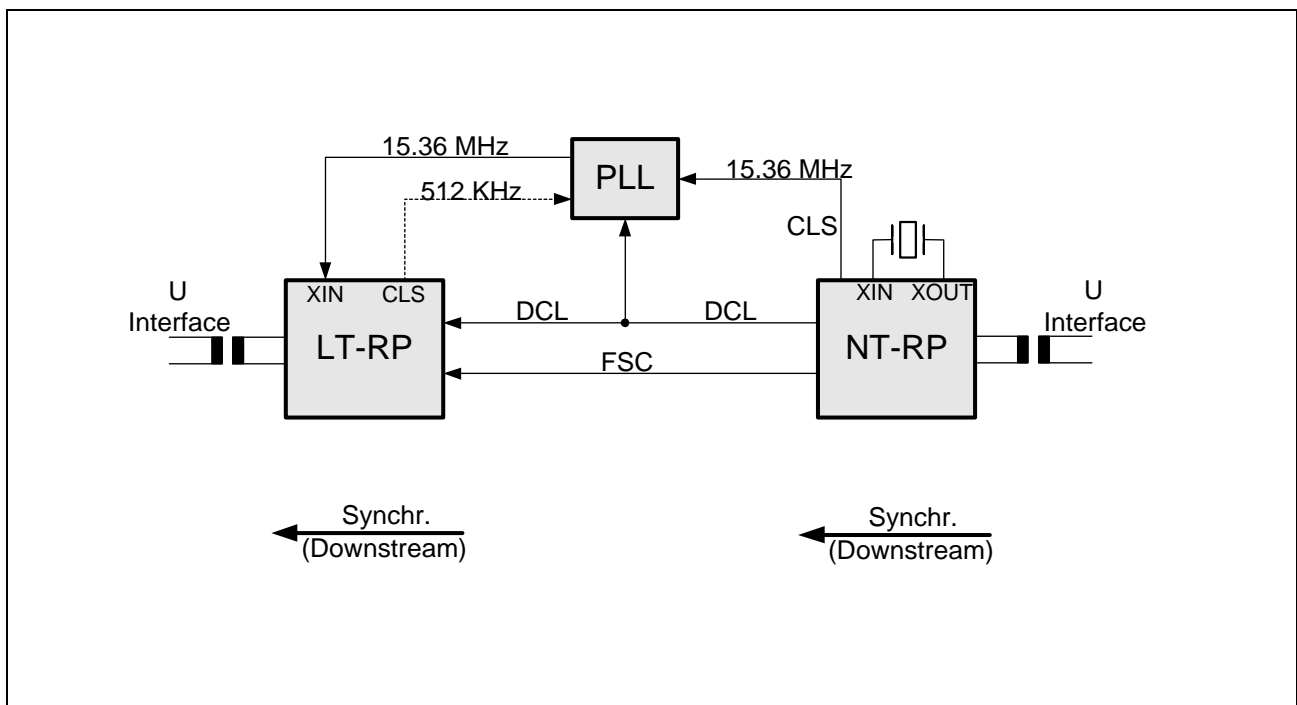 15.36 MHz
PLL
15.36 MHz
512 KHz
CLS
U
Interface
XIN
CLS
DCL
DCL
XIN
XOUT
U
Interface
LT-RP
NT-RP
FSC
Synchr.
(Downstream)
Synchr.
(Downstream)